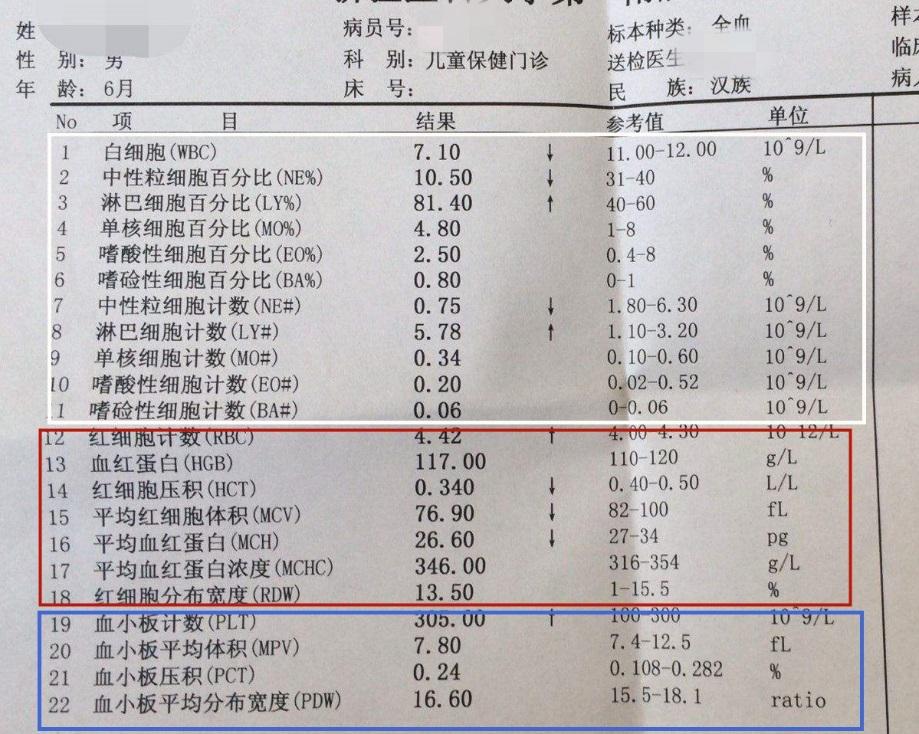 姓 病员号: 标本种类: 全血 样本
性 别: 男 科 别: 儿童保健门诊 送检医生 临床
年 龄: 6月 床 号: 民 族: 汉族 病人
No 项 目 结果 参考值 单位
1 白细胞(WBC) 7.10 ↓ 11.00-12.00 10^9/L
2 中性粒细胞百分比(NE%) 10.50 ↓ 31-40 %
3 淋巴细胞百分比(LY%) 81.40 ↑ 40-60 %
4 单核细胞百分比(MO%) 4.80 1-8 %
5 嗜酸性细胞百分比(EO%) 2.50 0.4-8 %
6 嗜硷性细胞百分比(BA%) 0.80 0-1 %
7 中性粒细胞计数(NE#) 0.75 ↓ 1.80-6.30 10^9/L
8 淋巴细胞计数(LY#) 5.78 ↑ 1.10-3.20 10^9/L
9 单核细胞计数(MO#) 0.34 0.10-0.60 10^9/L
10 嗜酸性细胞计数(EO#) 0.20 0.02-0.52 10^9/L
11 嗜硷性细胞计数(BA#) 0.06 0-0.06 10^9/L
12 红细胞计数(RBC) 4.42 ↑ 4.00-4.30 10^12/L
13 血红蛋白(HGB) 117.00 110-120 g/L
14 红细胞压积(HCT) 0.340 ↓ 0.40-0.50 L/L
15 平均红细胞体积(MCV) 76.90 ↓ 82-100 fL
16 平均血红蛋白(MCH) 26.60 ↓ 27-34 pg
17 平均血红蛋白浓度(MCHC) 346.00 316-354 g/L
18 红细胞分布宽度(RDW) 13.50 1-15.5 %
19 血小板计数(PLT) 305.00 ↑ 100-300 10^9/L
20 血小板平均体积(MPV) 7.80 7.4-12.5 fL
21 血小板压积(PCT) 0.24 0.108-0.282 %
22 血小板平均分布宽度(PDW) 16.60 15.5-18.1 ratio